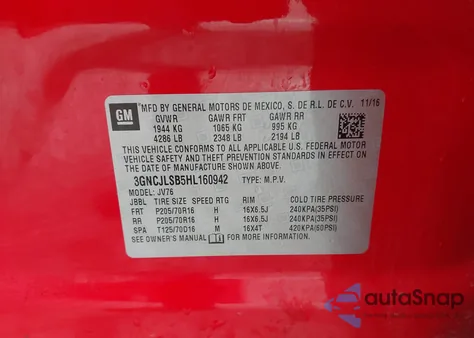 GM
MFD BY GENERAL MOTORS DE MEXICO, S. DE R.L. DE C.V. 11/16
GVWR GAWR FRT GAWR RR
1944 KG 1065 KG 995 KG
4286 LB 2348 LB 2194 LB
THIS VEHICLE CONFORMS TO ALL APPLICABLE U.S. FEDERAL MOTOR
VEHICLE SAFETY, BUMPER, AND THEFT PREVENTION
STANDARDS IN EFFECT ON
THE DATE OF MANUFACTURE SHOWN ABOVE.
3GNCJLSB5HL160942 TYPE: M.P.V.
MODEL: JV76
JBBL TIRE SIZE SPEED RTG RIM COLD TIRE PRESSURE
FRT P205/70R16 H 16X6.5J 240KPA(35PSI)
RR P205/70R16 H 16X6.5J 240KPA(35PSI)
SPA T125/70D16 M 16X4T 420KPA(60PSI)
SEE OWNER'S MANUAL FOR MORE INFORMATION
autoSnap